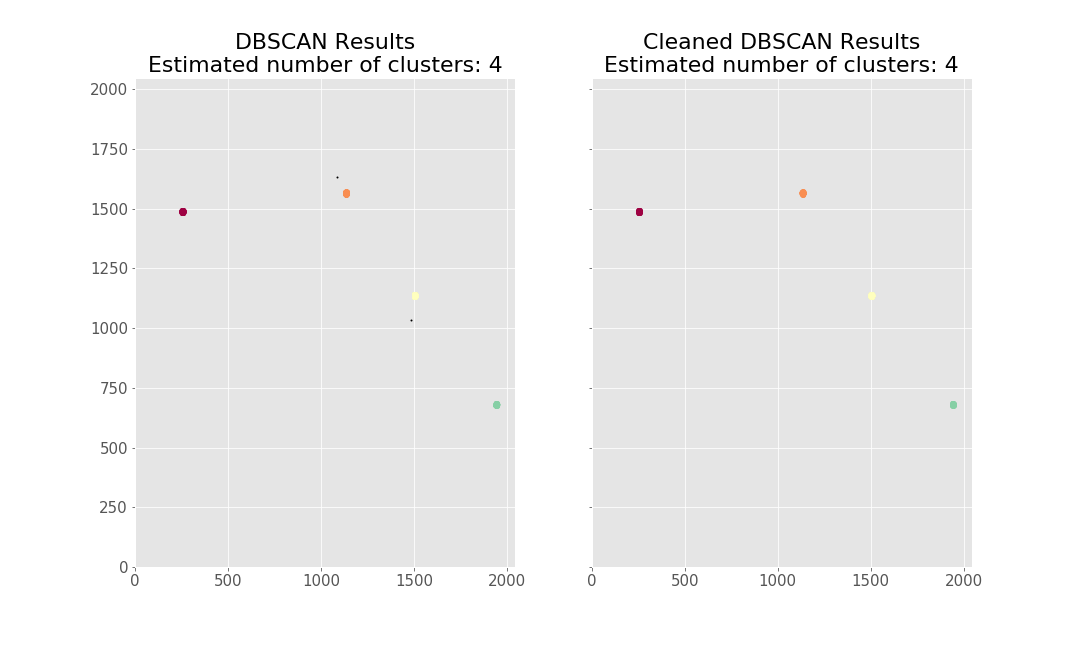 DBSCAN Results
Estimated number of clusters: 4
Cleaned DBSCAN Results
Estimated number of clusters: 4
2000
1750
1500
1250
1000
750
500
250
0
0 500 1000 1500 2000
0 500 1000 1500 2000